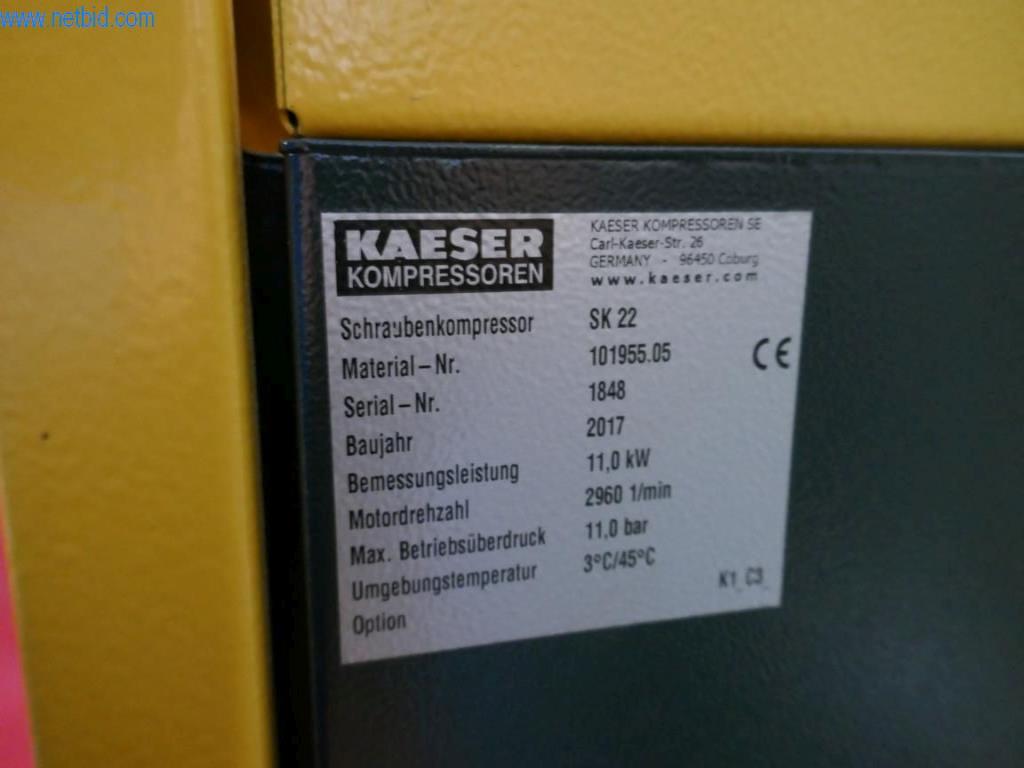 www.netbid.com
KAESER
KOMPRESSOREN
KAESER KOMPRESSOREN SE
Carl-Kaeser-Str. 26
GERMANY - 96450 Coburg
www.kaeser.com
Schraubenkompressor SK 22
Material-Nr. 101955.05
CE
Serial-Nr. 1848
Baujahr 2017
Bemessungsleistung 11,0 kW
Motordrehzahl 2960 1/min
Max. Betriebsüberdruck 11,0 bar
Umgebungstemperatur 3°C/45°C
Option K1_C3_